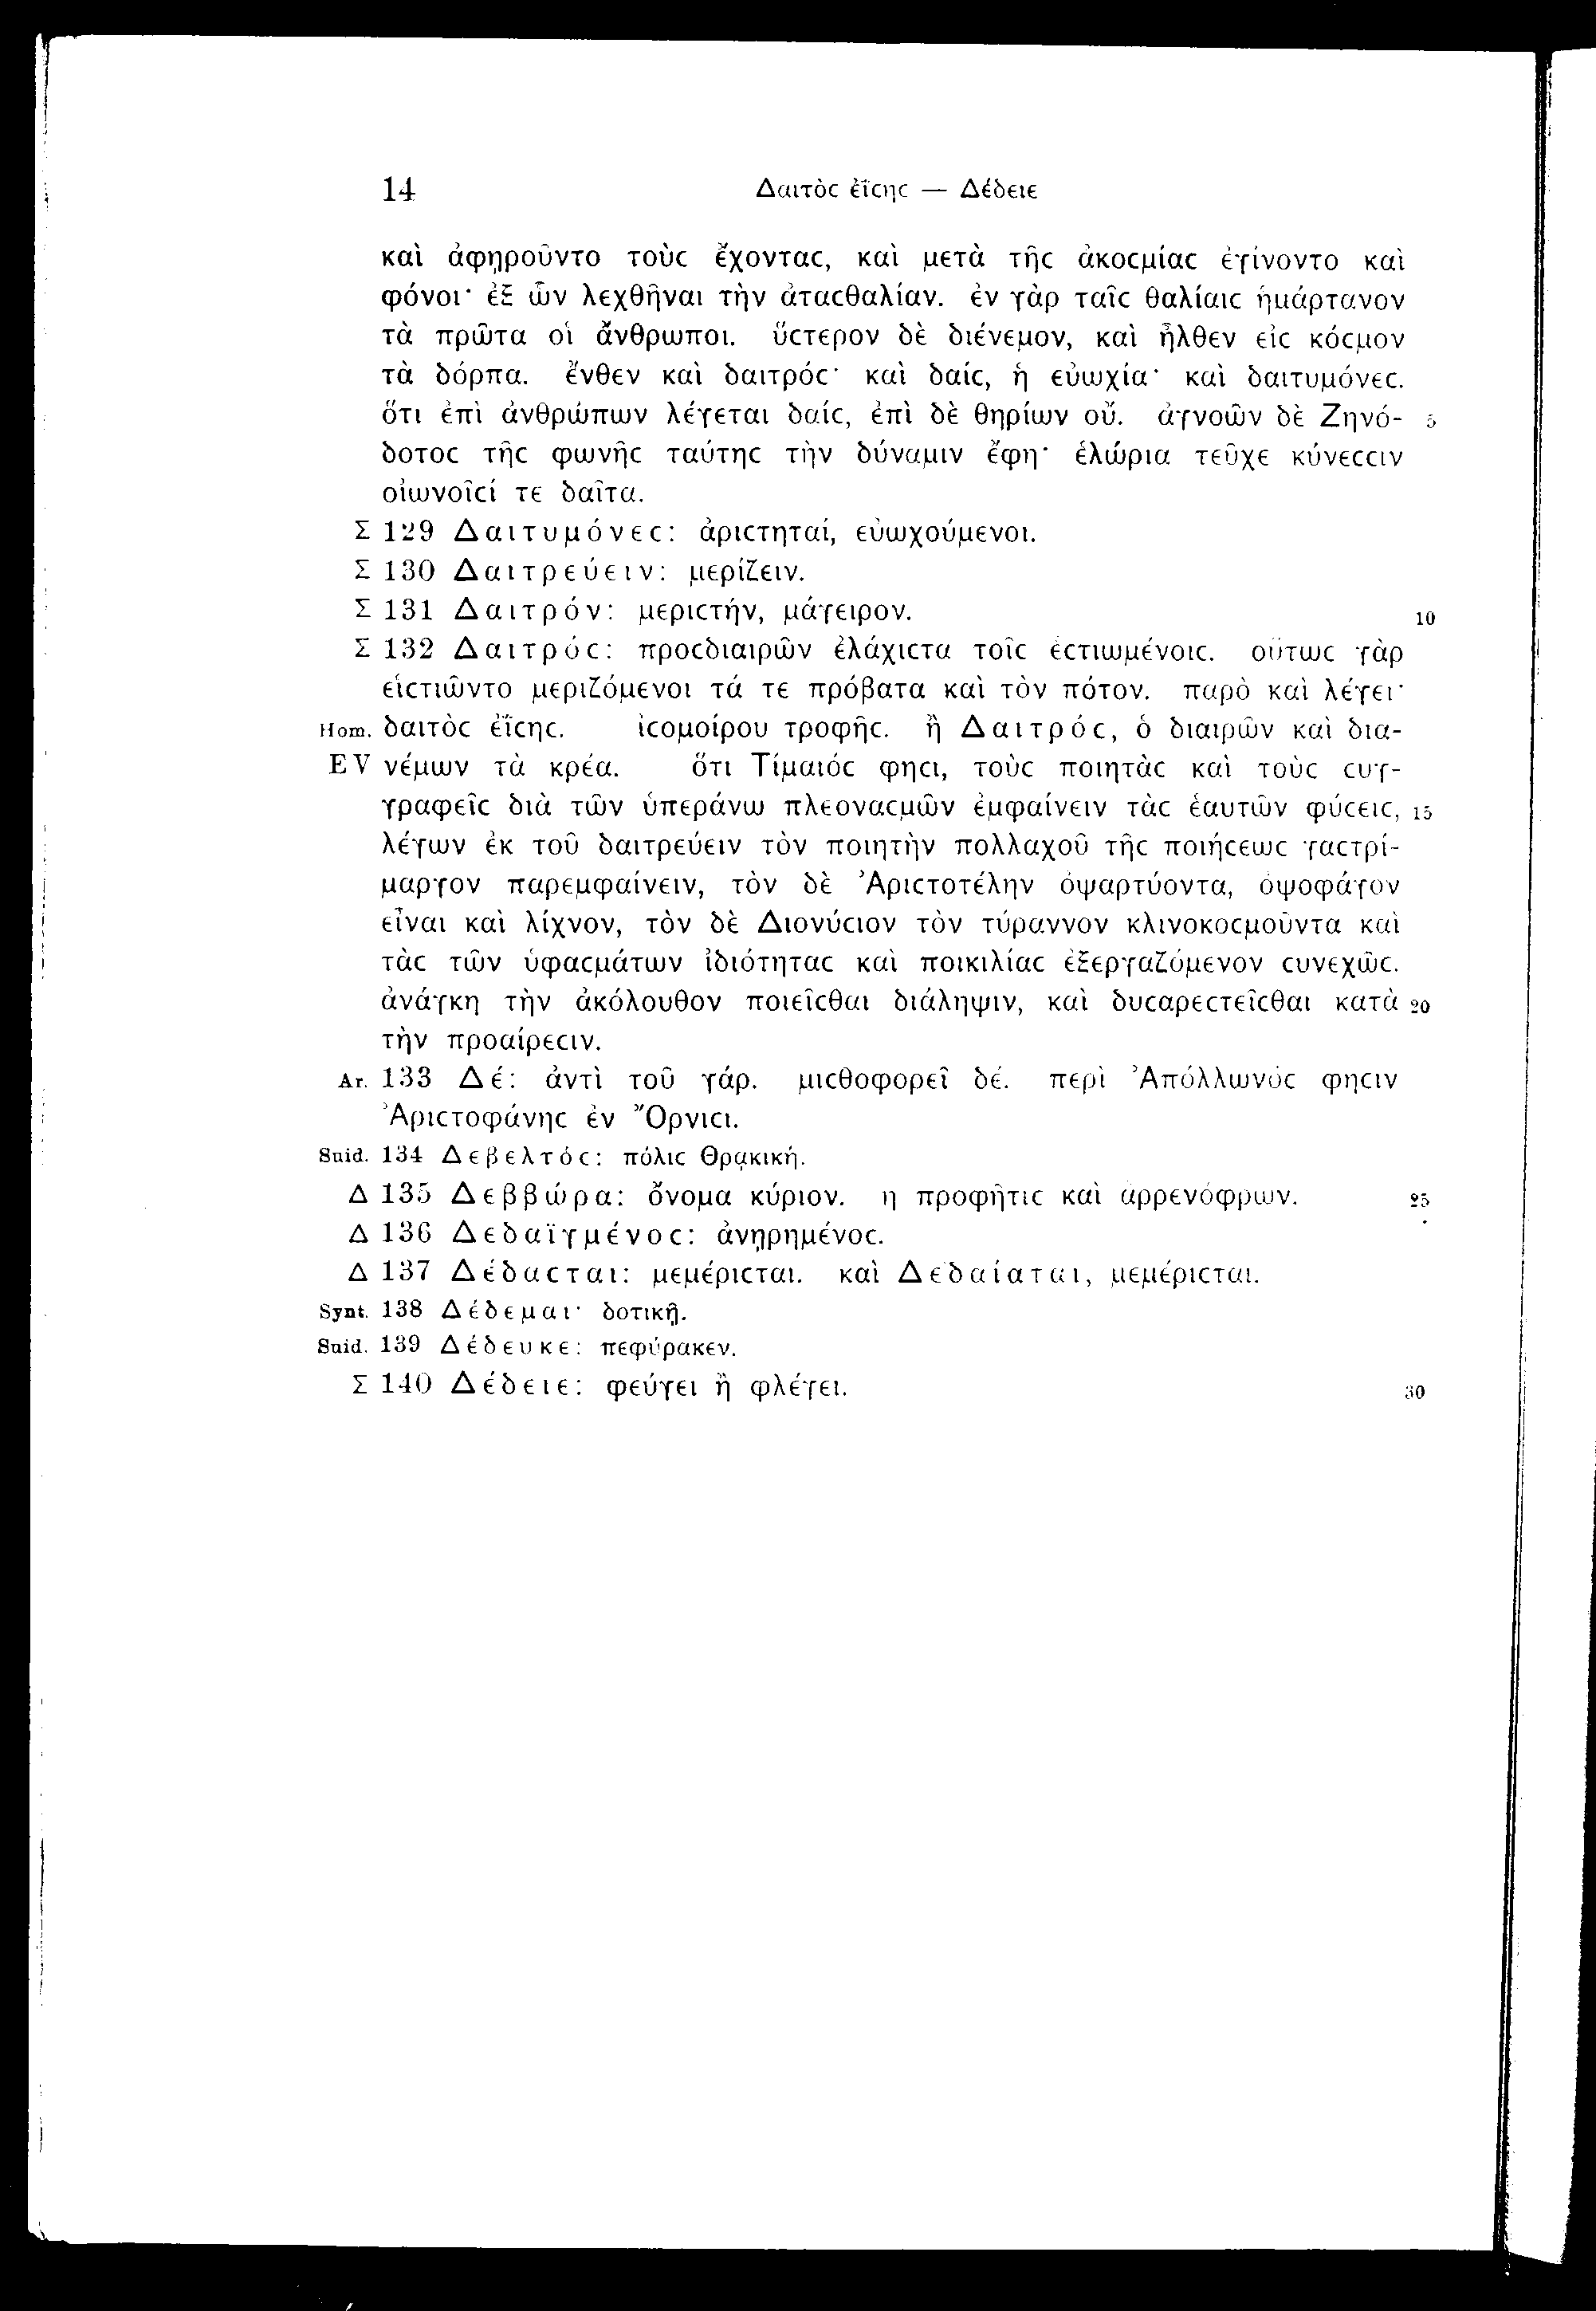 14 Δαιτὸϲ ἐΐϲηϲ — Δέδειε
καὶ ἀφῃροῦντο τοὺϲ ἔχονταϲ, καὶ μετὰ τῆϲ ἀκοϲμίαϲ ἐγίνοντο καὶ
φόνοι· ἐξ ὧν λεχθῆναι τὴν ἀταϲθαλίαν. ἐν γὰρ ταῖϲ θαλίαιϲ ἡμάρτανον
τὰ πρῶτα οἱ ἄνθρωποι. ὕϲτερον δὲ διένεμον, καὶ ἦλθεν εἰϲ κόϲμον
τὰ δόρπα. ἔνθεν καὶ δαιτρόϲ· καὶ δαίϲ, ἡ εὐωχία· καὶ δαιτυμόνεϲ.
ὅτι ἐπὶ ἀνθρώπων λέγεται δαίϲ, ἐπὶ δὲ θηρίων οὔ. ἀγνοῶν δὲ Ζηνό- 5
δοτοϲ τῆϲ φωνῆϲ ταύτηϲ τὴν δύναμιν ἔφη· ἑλώρια τεῦχε κύνεϲϲιν
οἰωνοῖϲί τε δαῖτα.
Σ 129 Δαιτυμόνεϲ: ἀριϲτηταί, εὐωχούμενοι.
Σ 130 Δαιτρεύειν: μερίζειν.
Σ 131 Δαιτρόν: μεριϲτήν, μάγειρον. 10
Σ 132 Δαιτρόϲ: προϲδιαιρῶν ἐλάχιϲτα τοῖϲ ἑϲτιωμένοιϲ. οὕτωϲ γὰρ
εἱϲτιῶντο μεριζόμενοι τά τε πρόβατα καὶ τὸν πότον. παρὸ καὶ λέγει·
Hom. δαιτὸϲ ἐΐϲηϲ. ἰϲομοίρου τροφῆϲ. ἢ Δαιτρόϲ, ὁ διαιρῶν καὶ δια-
EV νέμων τὰ κρέα. ὅτι Τίμαιόϲ φηϲι, τοὺϲ ποιητὰϲ καὶ τοὺϲ ϲυγ-
γραφεῖϲ διὰ τῶν ὑπεράνω πλεοναϲμῶν ἐμφαίνειν τὰϲ ἑαυτῶν φύϲειϲ, 15
λέγων ἐκ τοῦ δαιτρεύειν τὸν ποιητὴν πολλαχοῦ τῆϲ ποιήϲεωϲ γαϲτρί-
μαργον παρεμφαίνειν, τὸν δὲ Ἀριϲτοτέλην ὀψαρτύοντα, ὀψοφάγον
εἶναι καὶ λίχνον, τὸν δὲ Διονύϲιον τὸν τύραννον κλινοκοϲμοῦντα καὶ
τὰϲ τῶν ὑφαϲμάτων ἰδιότηταϲ καὶ ποικιλίαϲ ἐξεργαζόμενον ϲυνεχῶϲ.
ἀνάγκη τὴν ἀκόλουθον ποιεῖϲθαι διάληψιν, καὶ δυϲαρεϲτεῖϲθαι κατὰ 20
τὴν προαίρεϲιν.
Ar. 133 Δέ: ἀντὶ τοῦ γάρ. μιϲθοφορεῖ δέ. περὶ Ἀπόλλωνόϲ φηϲιν
Ἀριϲτοφάνηϲ ἐν Ὄρνιϲι.
Suid. 134 Δεβελτόϲ: πόλιϲ Θρᾳκική.
Δ 135 Δεββώρα: ὄνομα κύριον. ἡ προφῆτιϲ καὶ ἀρρενόφρων. 25
Δ 136 Δεδαϊγμένοϲ: ἀνῃρημένοϲ.
Δ 137 Δέδαϲται: μεμέριϲται. καὶ Δεδαίαται, μεμέριϲται.
Synt. 138 Δέδεμαι· δοτικῇ.
Suid. 139 Δέδευκε: πεφύρακεν.
Σ 140 Δέδειε: φεύγει ἢ φλέγει. 30